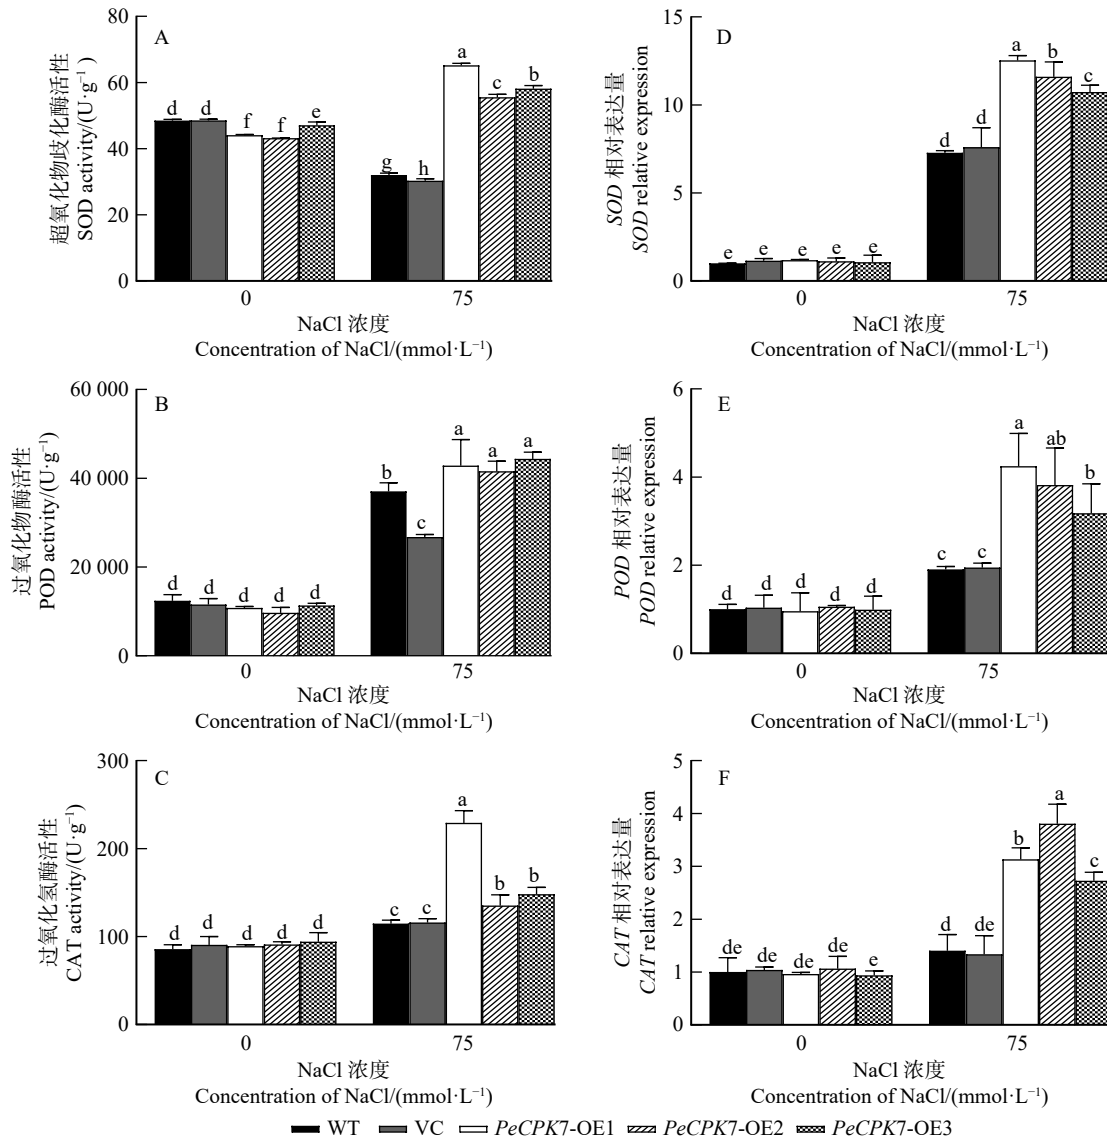 A
超氧化物歧化酶活性
SOD activity/(U·g⁻¹)
80
60
40
20
0
d d f f e
g h a c b
0 75
NaCl 浓度
Concentration of NaCl/(mmol·L⁻¹)
D
SOD 相对表达量
SOD relative expression
15
10
5
0
e e e e e
d d a b c
0 75
NaCl 浓度
Concentration of NaCl/(mmol·L⁻¹)
B
过氧化物酶活性
POD activity/(U·g⁻¹)
60 000
40 000
20 000
0
d d d d d
b c a a a
0 75
NaCl 浓度
Concentration of NaCl/(mmol·L⁻¹)
E
POD 相对表达量
POD relative expression
6
4
2
0
d d d d d
c c a ab b
0 75
NaCl 浓度
Concentration of NaCl/(mmol·L⁻¹)
C
过氧化氢酶活性
CAT activity/(U·g⁻¹)
300
200
100
0
d d d d d
c c a b b
0 75
NaCl 浓度
Concentration of NaCl/(mmol·L⁻¹)
F
CAT 相对表达量
CAT relative expression
5
4
3
2
1
0
de de de de e
d de b a c
0 75
NaCl 浓度
Concentration of NaCl/(mmol·L⁻¹)
WT VC PeCPK7-OE1 PeCPK7-OE2 PeCPK7-OE3